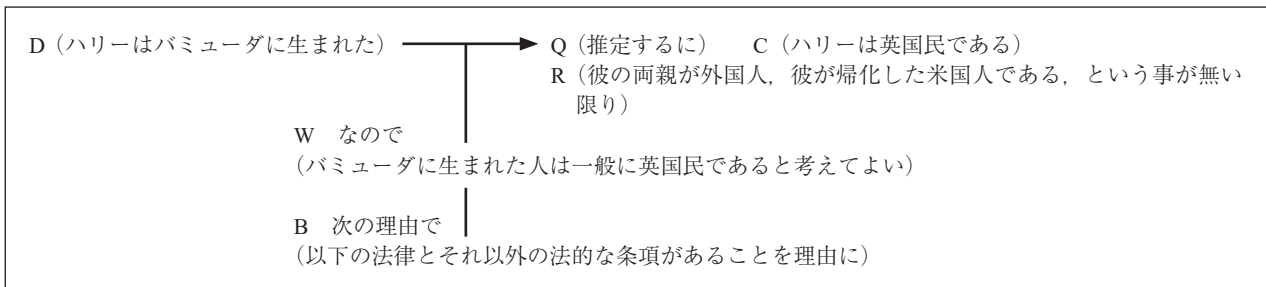 D(ハリーはバミューダに生まれた) Q(推定するに) C(ハリーは英国民である)
R(彼の両親が外国人,彼が帰化した米国人である,という事が無い
限り)
W なので
(バミューダに生まれた人は一般に英国民であると考えてよい)
B 次の理由で
(以下の法律とそれ以外の法的な条項があることを理由に)